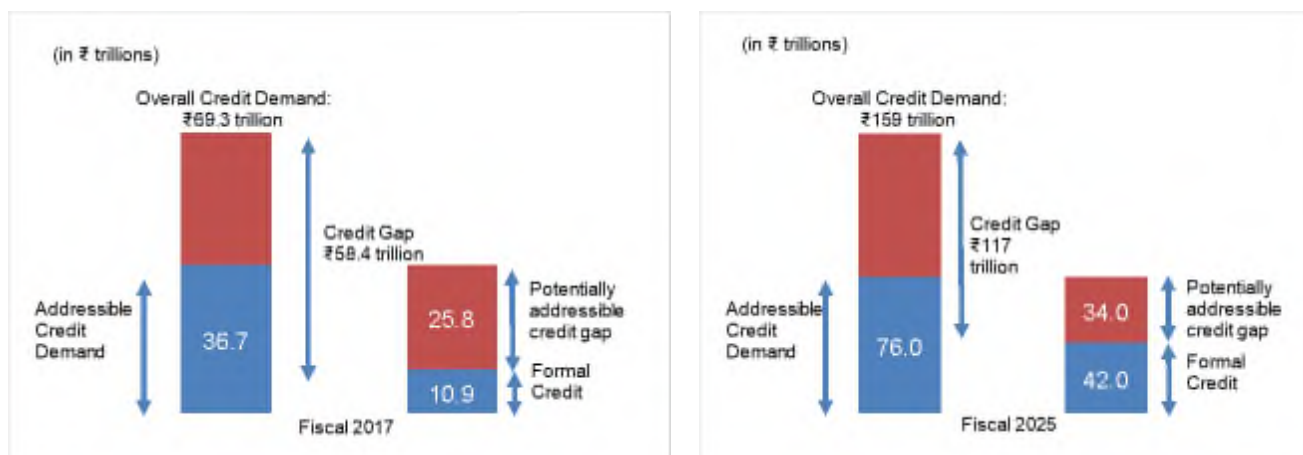 (in ₹ trillions)
Overall Credit Demand:
₹69.3 trillion
Credit Gap
₹58.4 trillion
Addressible
Credit
Demand
36.7
25.8
10.9
Potentially
addressible
credit gap
Formal
Credit
Fiscal 2017
(in ₹ trillions)
Overall Credit Demand:
₹159 trillion
Credit Gap
₹117
trillion
Addressible
Credit
Demand
76.0
34.0
42.0
Potentially
addressible
credit gap
Formal
Credit
Fiscal 2025